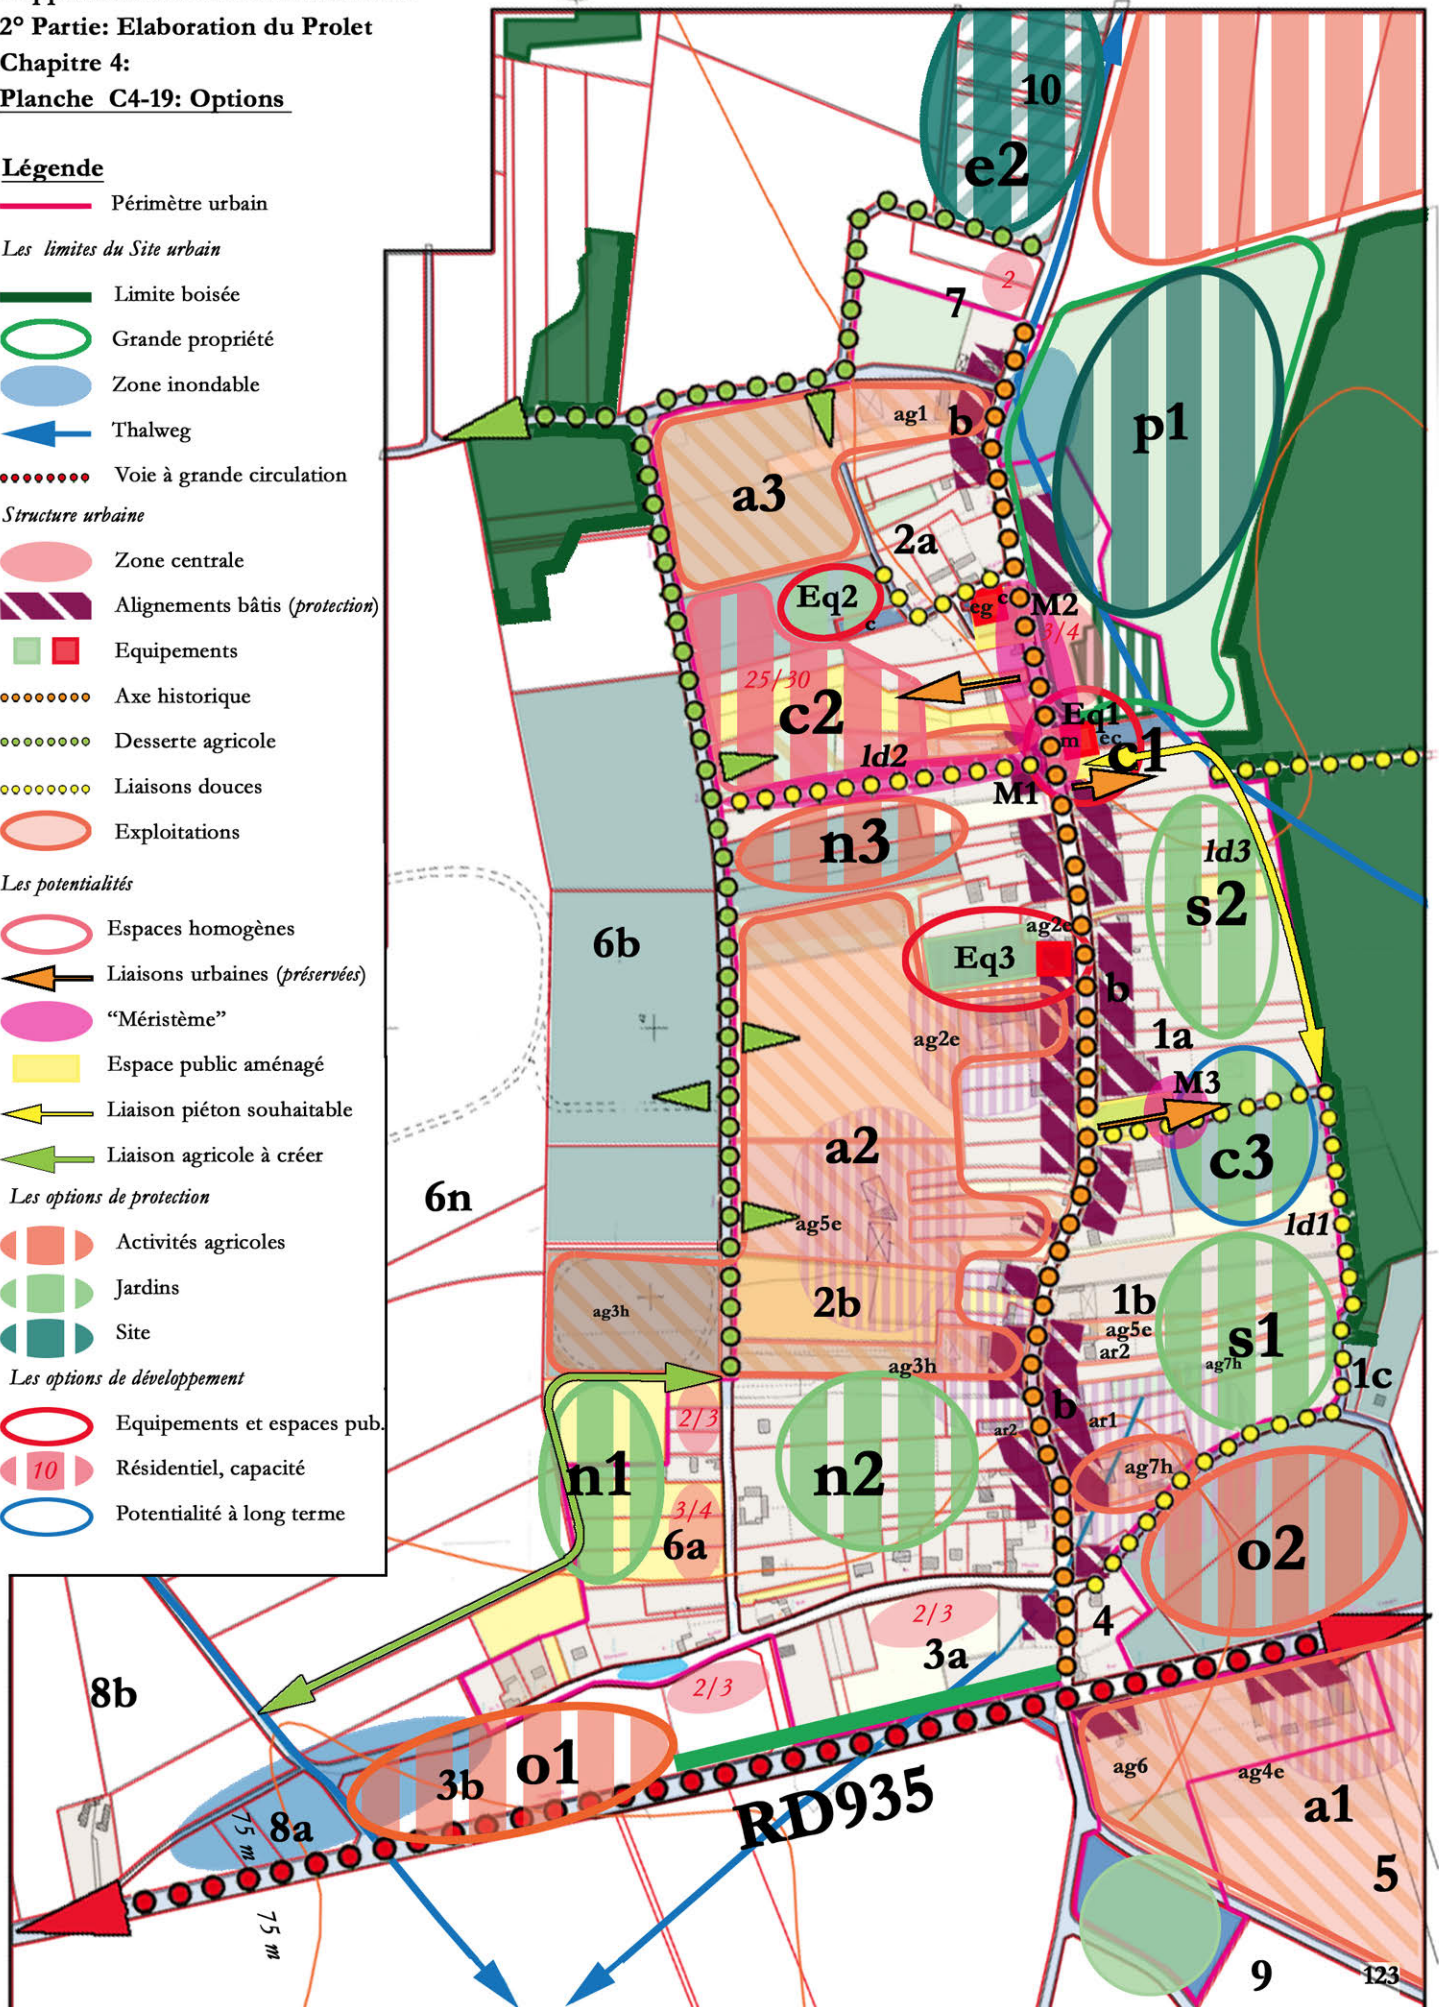 2° Partie: Elaboration du Prolet
Chapitre 4:
Planche C4-19: Options
Légende
Périmètre urbain
Les limites du Site urbain
Limite boisée
Grande propriété
Zone inondable
Thalweg
Voie à grande circulation
Structure urbaine
Zone centrale
Alignements bâtis (protection)
Equipements
Axe historique
Desserte agricole
Liaisons douces
Exploitations
Les potentialités
Espaces homogènes
Liaisons urbaines (préservées)
“Méristème”
Espace public aménagé
Liaison piéton souhaitable
Liaison agricole à créer
Les options de protection
Activités agricoles
Jardins
Site
Les options de développement
Equipements et espaces pub.
10
Résidentiel, capacité
Potentialité à long terme
10
e2
2
7
p1
ag1
b
a3
2a
Eq2
c
eg
c
M2
3/4
25/30
c2
Eq1
m
ec
c1
ld2
M1
n3
ld3
s2
6b
ag2e
Eq3
b
1a
ag2e
M3
a2
c3
6n
ag5e
ld1
2b
ag3h
1b
ag5e
ar2
s1
ag7h
ag3h
1c
2/3
b
ar1
ar2
n1
n2
ag7h
3/4
6a
o2
2/3
4
3a
8b
2/3
o1
3b
8a
75 m
75 m
RD935
ag6
ag4e
a1
5
9
123